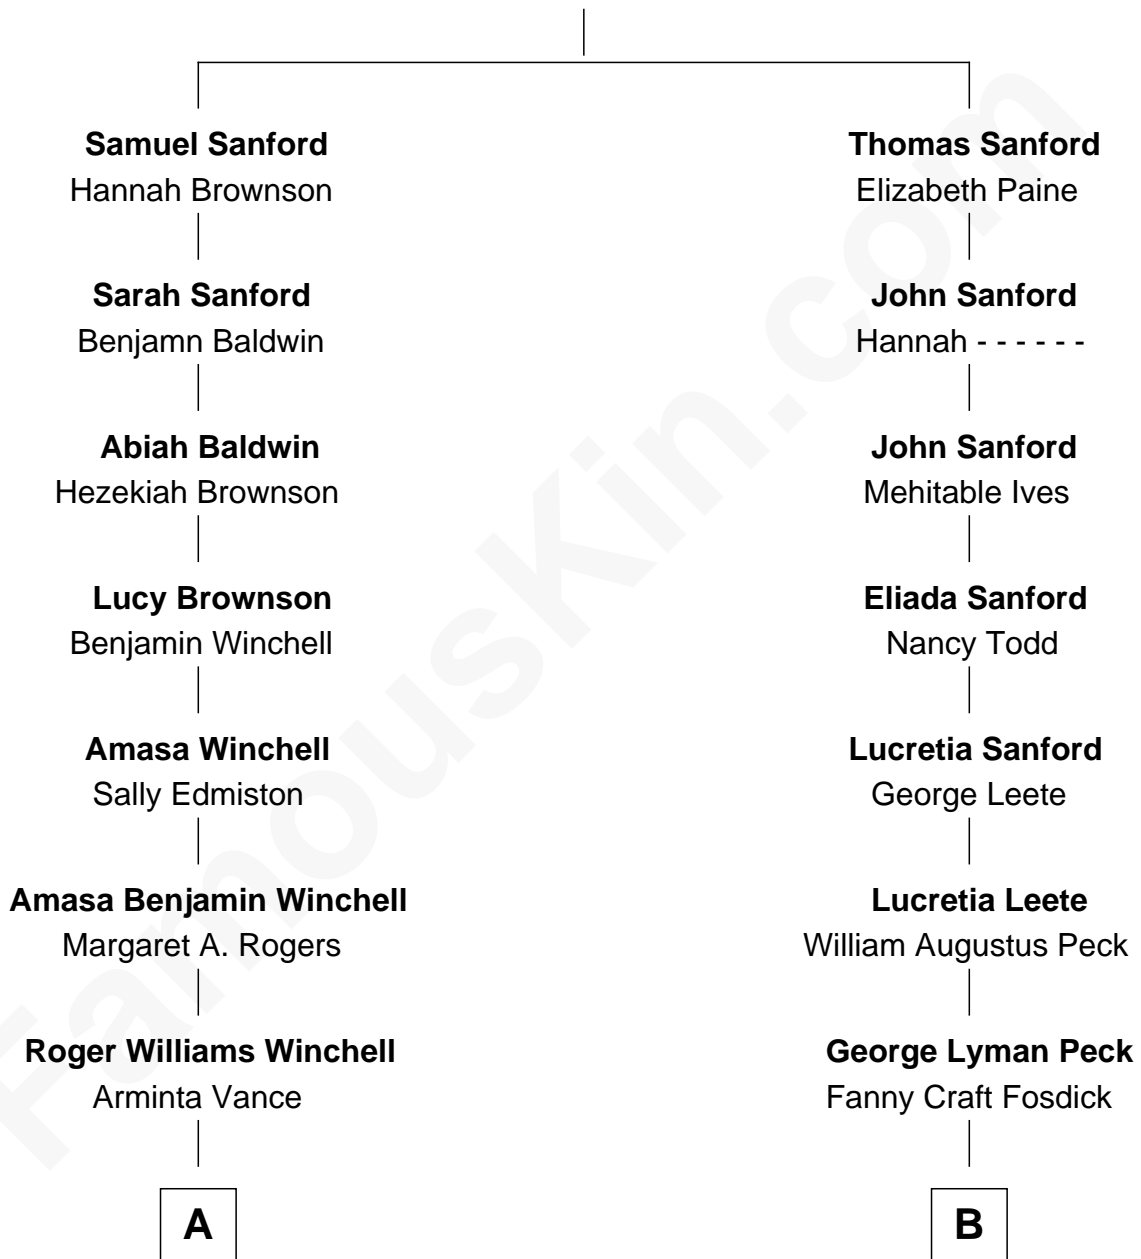 Samuel Sanford
Hannah Brownson
Sarah Sanford
Benjamn Baldwin
Abiah Baldwin
Hezekiah Brownson
Lucy Brownson
Benjamin Winchell
Amasa Winchell
Sally Edmiston
Amasa Benjamin Winchell
Margaret A. Rogers
Roger Williams Winchell
Arminta Vance
A
Thomas Sanford
Elizabeth Paine
John Sanford
Hannah - - - - - -
John Sanford
Mehitable Ives
Eliada Sanford
Nancy Todd
Lucretia Sanford
George Leete
Lucretia Leete
William Augustus Peck
George Lyman Peck
Fanny Craft Fosdick
B
FamousKin.com